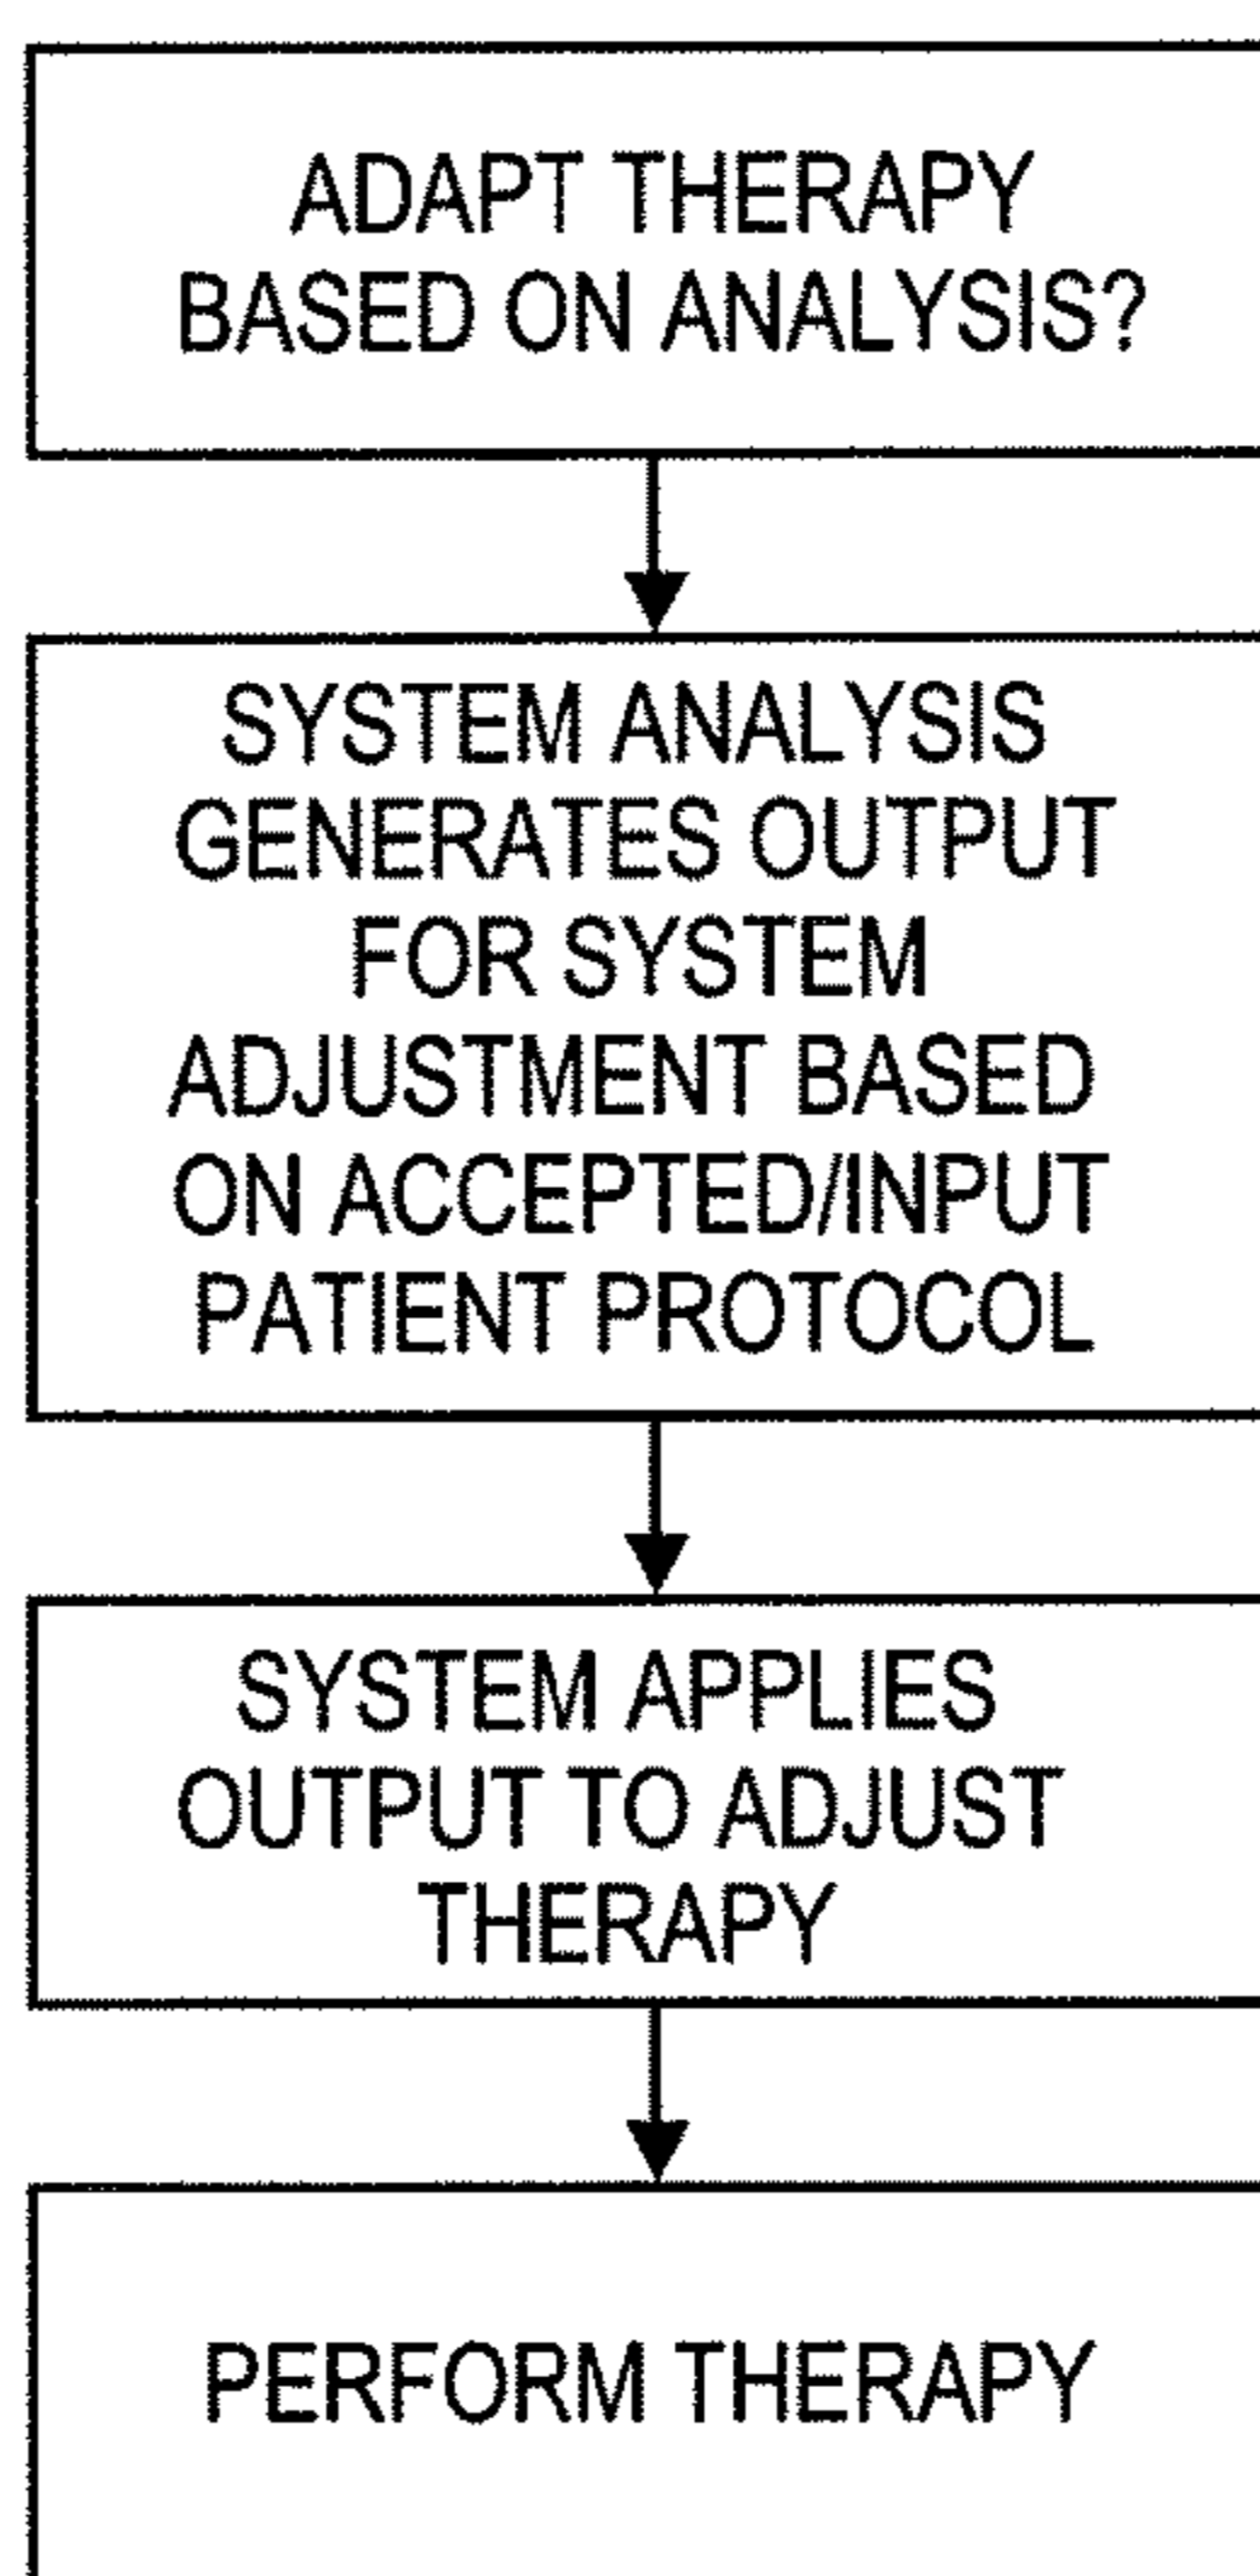 ADAPT THERAPY
BASED ON ANALYSIS?
SYSTEM ANALYSIS
GENERATES OUTPUT
FOR SYSTEM
ADJUSTMENT BASED
ON ACCEPTED/INPUT
PATIENT PROTOCOL
SYSTEM APPLIES
OUTPUT TO ADJUST
THERAPY
PERFORM THERAPY